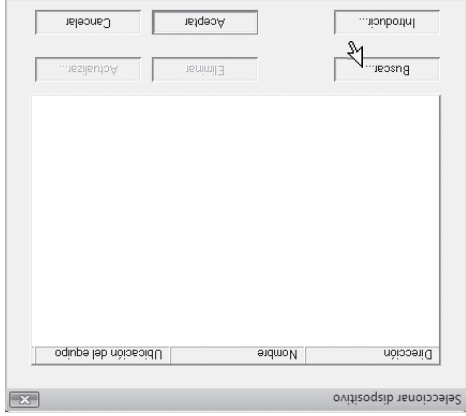 Seleccionar dispositivo
Dirección Nombre Ubicación del equipo
Buscar... Eliminar Actualizar...
Introducir... Aceptar Cancelar